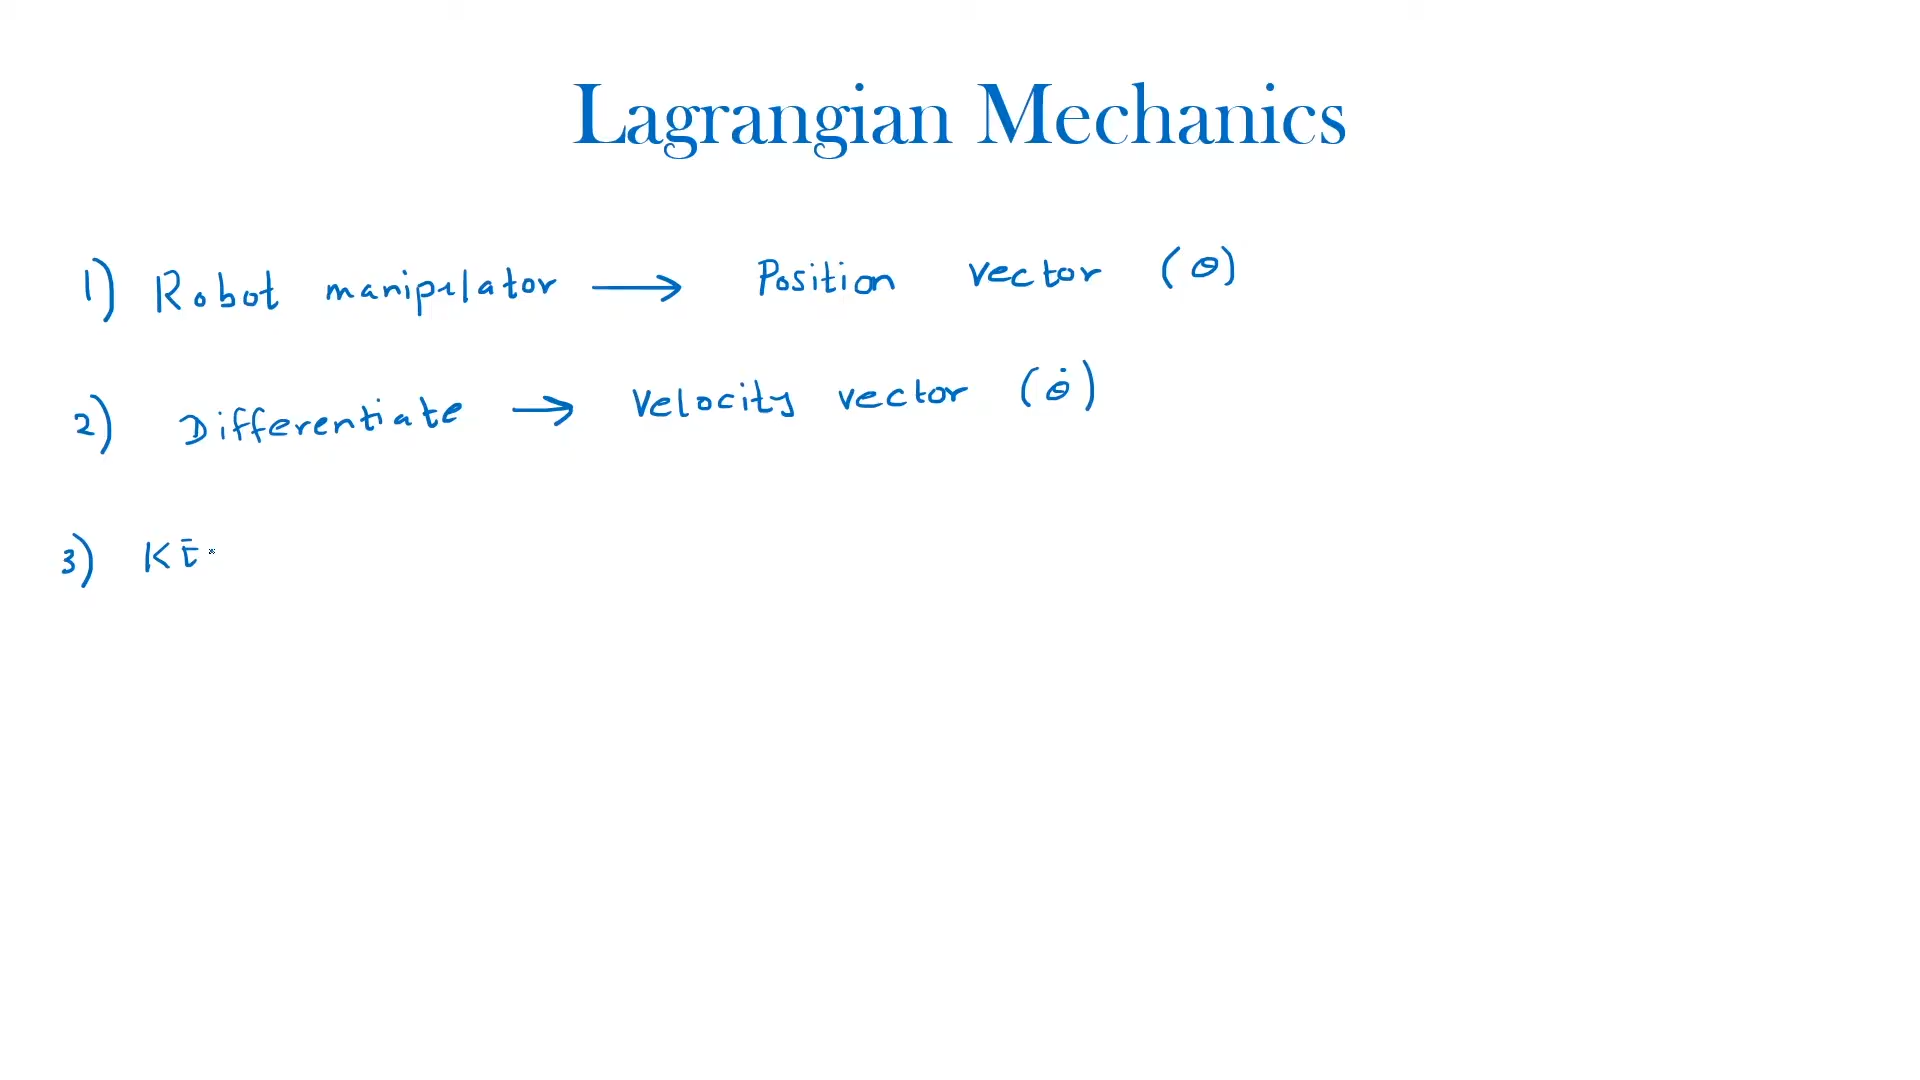 Lagrangian Mechanics
1) Robot manipulator → Position vector (θ)
2) Differentiate → Velocity vector (θ̇)
3) KE